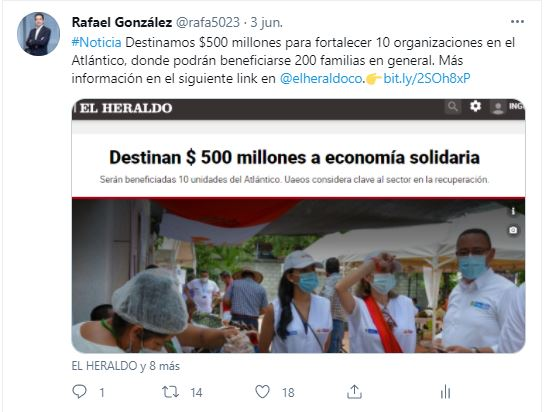 Rafael González @rafa5023 · 3 jun.
#Noticia Destinamos $500 millones para fortalecer 10 organizaciones en el
Atlántico, donde podrán beneficiarse 200 familias en general. Más
información en el siguiente link en @elheraldoco.👉bit.ly/2SOh8xP
EL HERALDO
ING
Destinan $ 500 millones a economía solidaria
Serán beneficiadas 10 unidades del Atlántico. Uaeos considera clave al sector en la recuperación.
EL HERALDO y 8 más
1 14 18